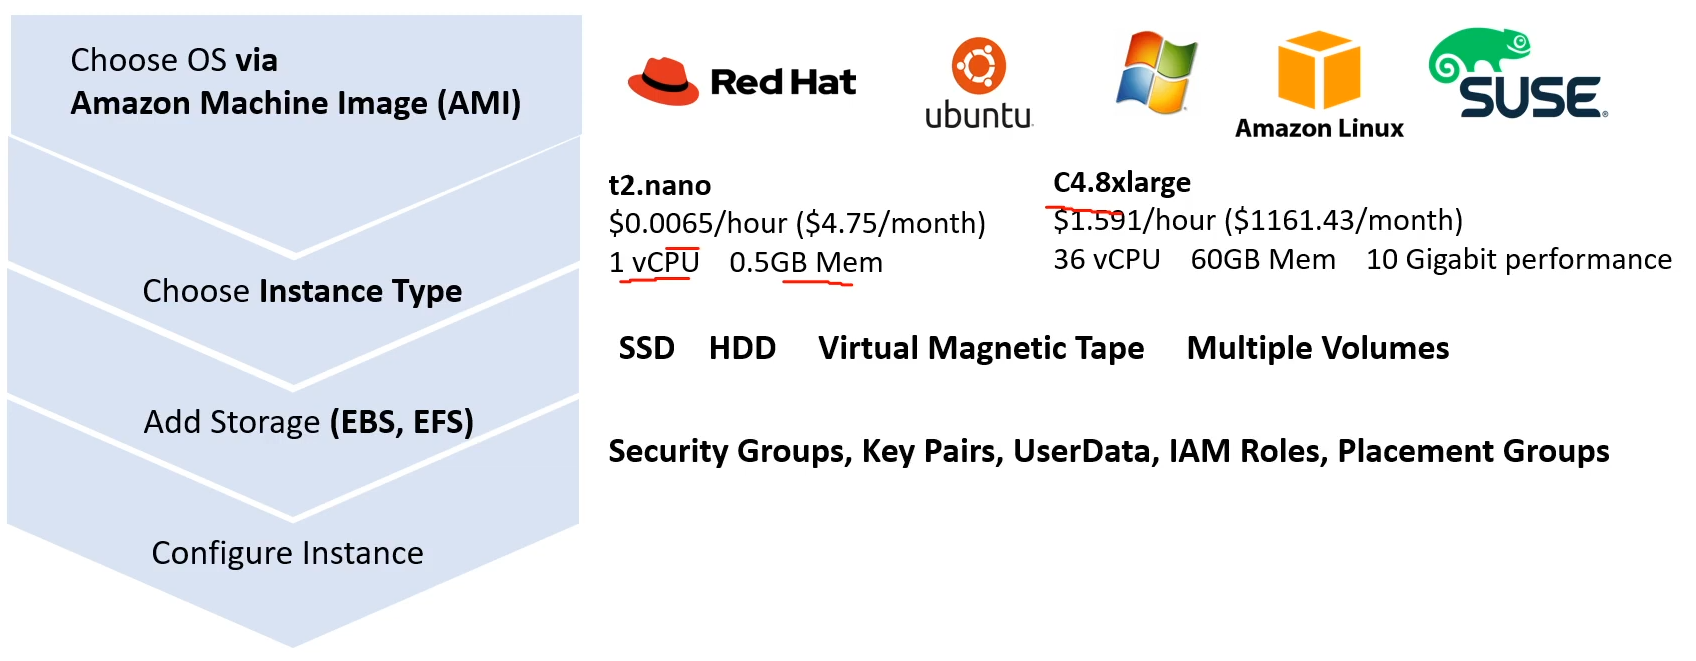 Choose OS via
Amazon Machine Image (AMI)
Red Hat
ubuntu
Amazon Linux
SUSE
Choose Instance Type
t2.nano
$0.0065/hour ($4.75/month)
1 vCPU 0.5GB Mem
C4.8xlarge
$1.591/hour ($1161.43/month)
36 vCPU 60GB Mem 10 Gigabit performance
Add Storage (EBS, EFS)
SSD HDD Virtual Magnetic Tape Multiple Volumes
Configure Instance
Security Groups, Key Pairs, UserData, IAM Roles, Placement Groups